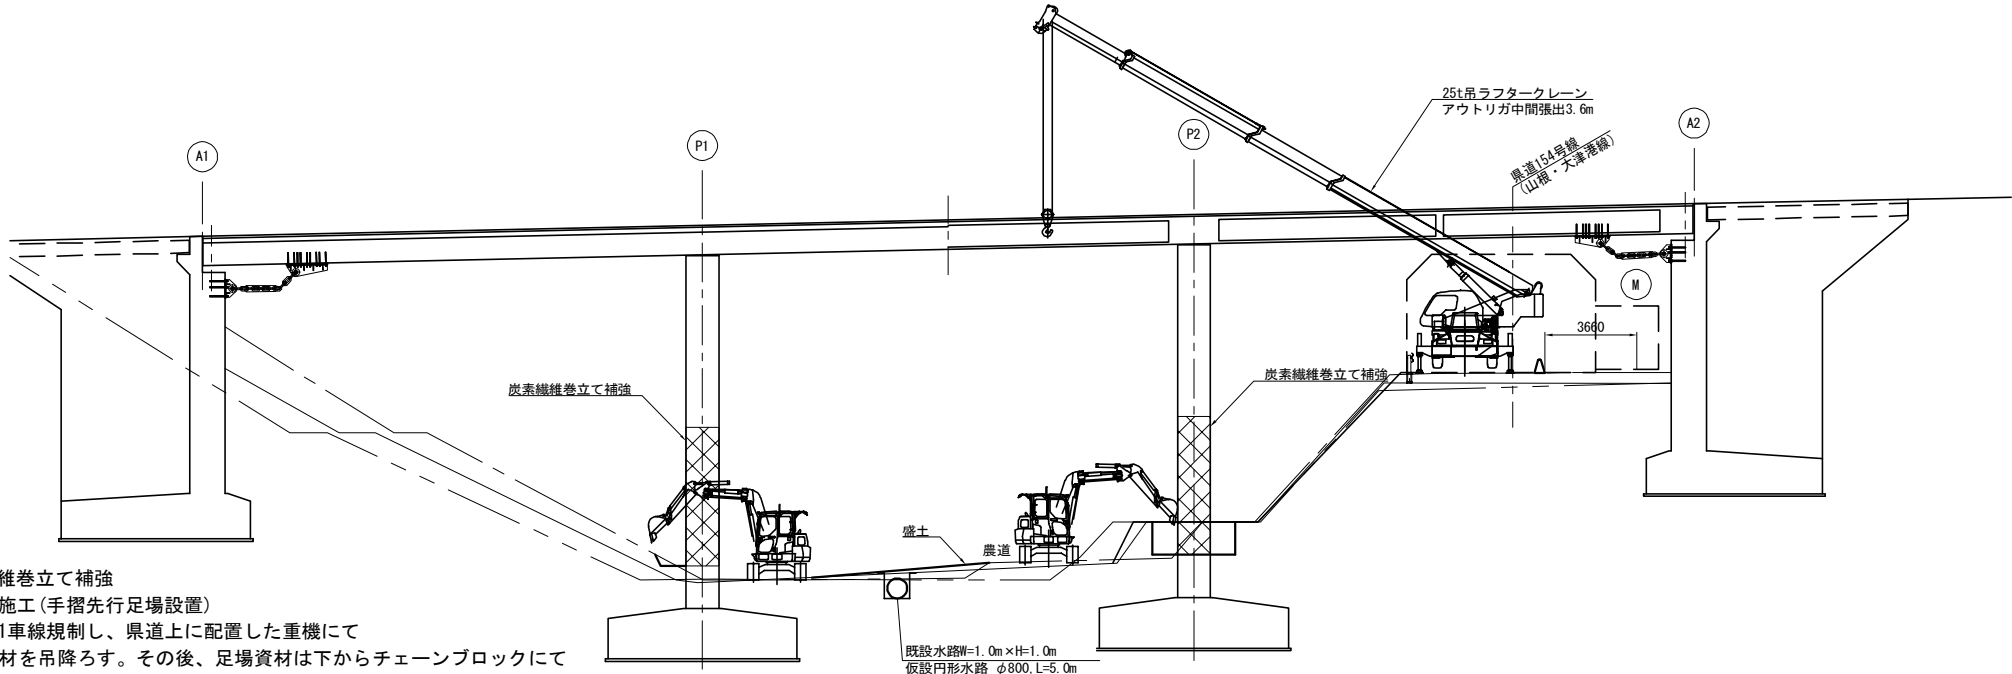 25t吊ラフタークレーン
アウトリガ中間張出3.6m
A1
P1
P2
A2
県道154号線
(山根・大津港線)
M
3660
炭素繊維巻立て補強
炭素繊維巻立て補強
盛土
農道
維巻立て補強
施工(手摺先行足場設置)
1車線規制し、県道上に配置した重機にて
材を吊降ろす。その後、足場資材は下からチェーンブロックにて
既設水路W=1.0m×H=1.0m
仮設円形水路 φ800,L=5.0m